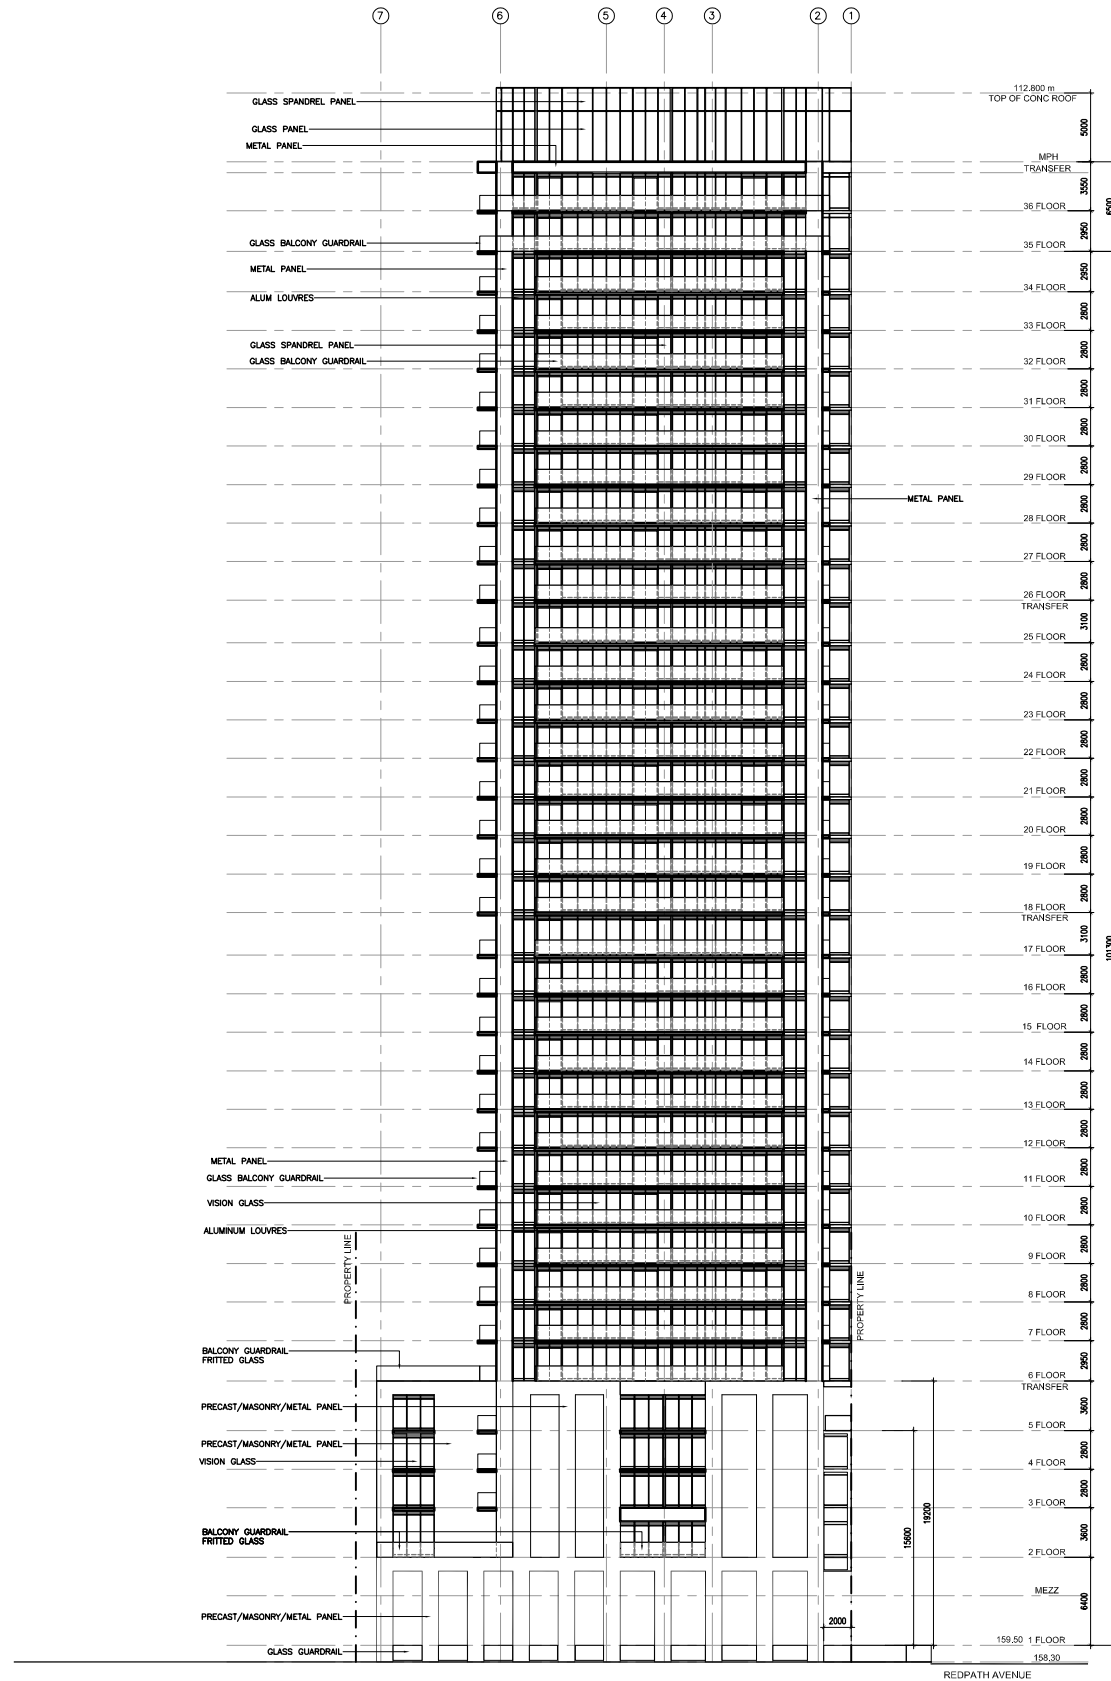 7 6 5 4 3 2 1
112.800 m
GLASS SPANDREL PANEL
TOP OF CONC ROOF
5000
GLASS PANEL
METAL PANEL
MPH
TRANSFER
3550
36 FLOOR
6500
2950
GLASS BALCONY GUARDRAIL
35 FLOOR
METAL PANEL
2950
34 FLOOR
ALUM LOUVRES
2800
33 FLOOR
GLASS SPANDREL PANEL
2800
GLASS BALCONY GUARDRAIL
32 FLOOR
2800
31 FLOOR
2800
30 FLOOR
2800
29 FLOOR
METAL PANEL
2800
28 FLOOR
2800
27 FLOOR
2800
26 FLOOR
TRANSFER
3100
25 FLOOR
2800
24 FLOOR
2800
23 FLOOR
2800
22 FLOOR
2800
21 FLOOR
2800
20 FLOOR
2800
19 FLOOR
2800
18 FLOOR
TRANSFER
3100
17 FLOOR
101300
2800
16 FLOOR
2800
15 FLOOR
2800
14 FLOOR
2800
13 FLOOR
2800
12 FLOOR
METAL PANEL
2800
GLASS BALCONY GUARDRAIL
11 FLOOR
VISION GLASS
2800
10 FLOOR
ALUMINUM LOUVRES
2800
9 FLOOR
PROPERTY LINE
2800
8 FLOOR
PROPERTY LINE
2800
7 FLOOR
BALCONY GUARDRAIL
FRITTED GLASS
2950
6 FLOOR
TRANSFER
PRECAST/MASONRY/METAL PANEL
3600
5 FLOOR
PRECAST/MASONRY/METAL PANEL
2800
VISION GLASS
4 FLOOR
2800
3 FLOOR
19200
15600
BALCONY GUARDRAIL
FRITTED GLASS
3600
2 FLOOR
MEZZ
6400
PRECAST/MASONRY/METAL PANEL
2000
159.50 1 FLOOR
GLASS GUARDRAIL
158.30
REDPATH AVENUE